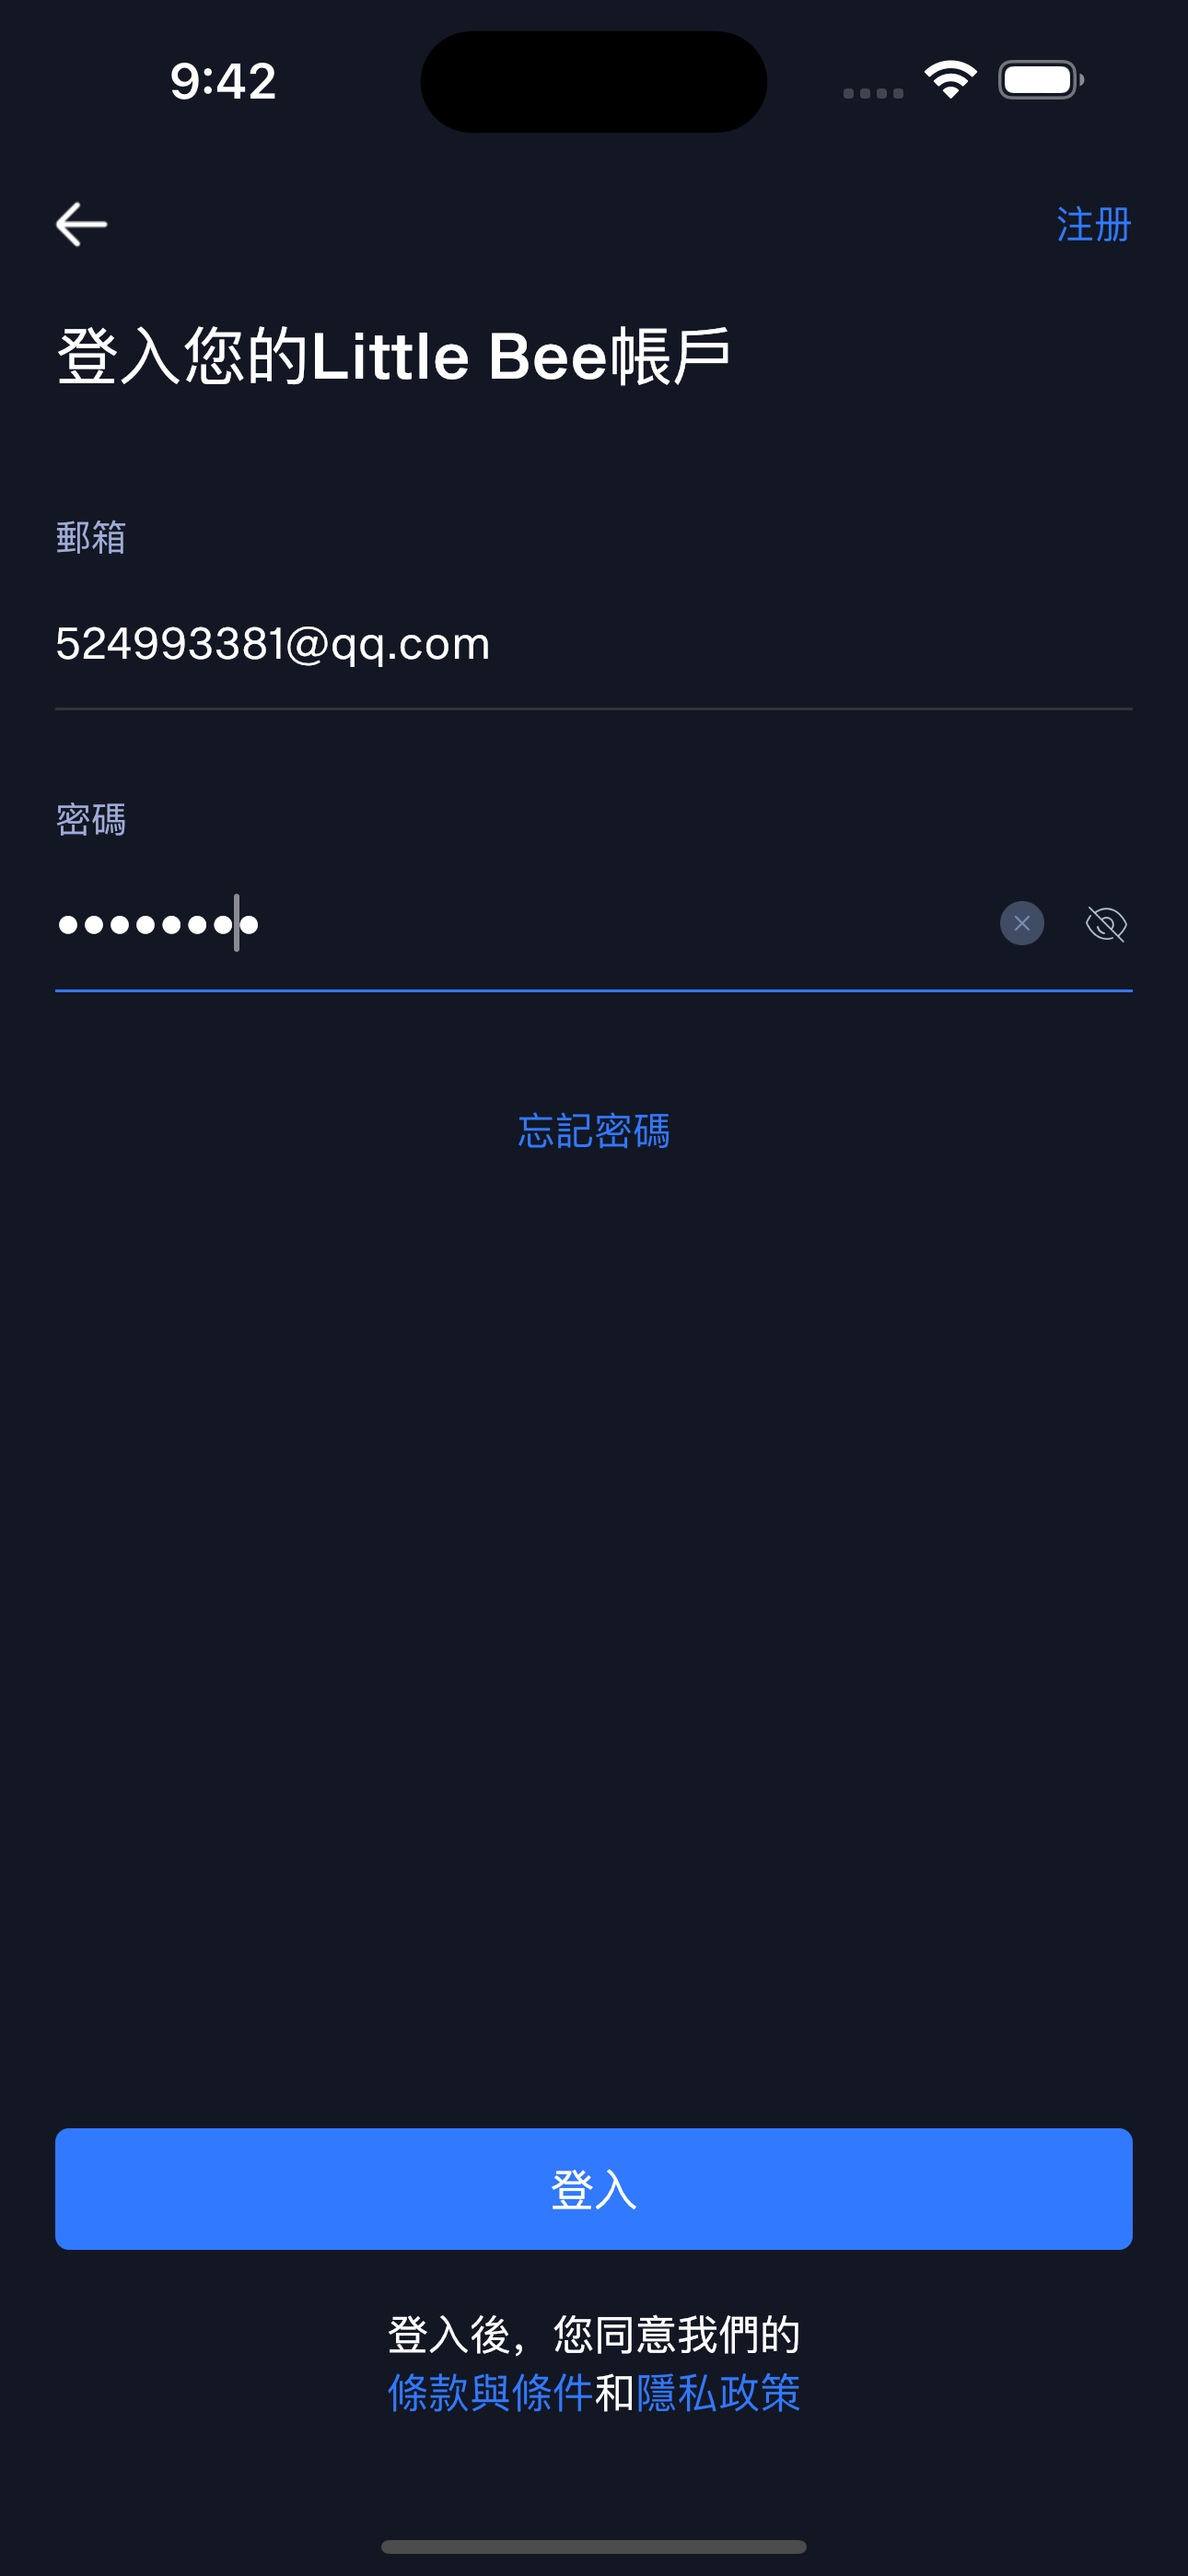 9:42
注册
登入您的Little Bee帳戶
郵箱
524993381@qq.com
密碼
••••••••
忘記密碼
登入
登入後，您同意我們的
條款與條件和隱私政策